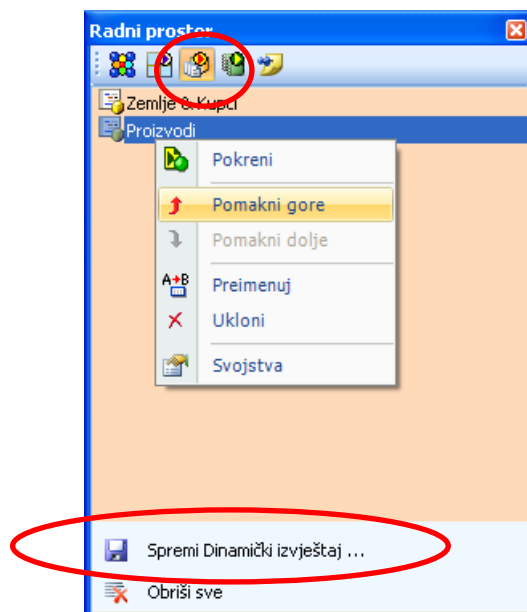 Radni prostor
Zemlje & Kupci
Proizvodi
Pokreni
Pomakni gore
Pomakni dolje
A B
Preimenuj
Ukloni
Svojstva
Spremi Dinamički izvještaj ...
Obriši sve